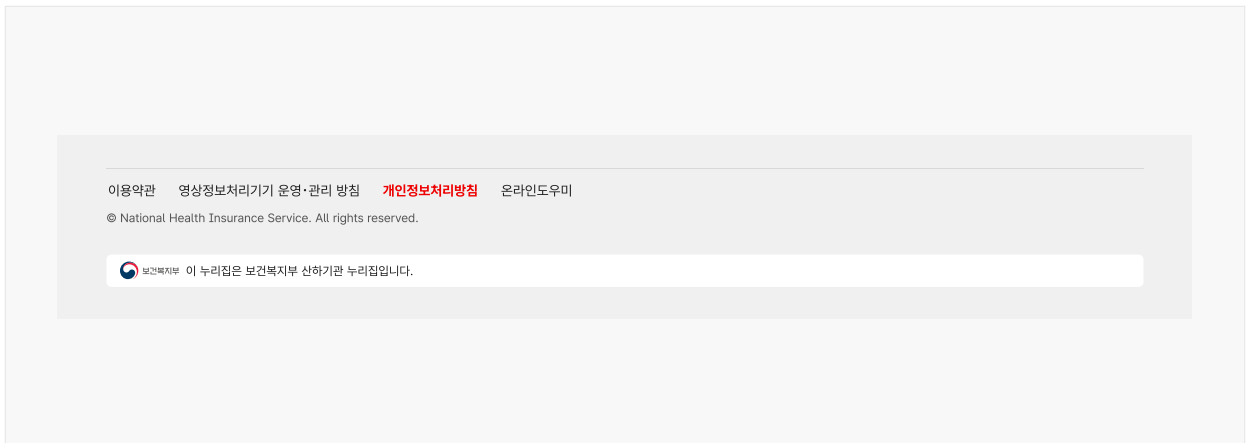 이용약관 영상정보처리기기 운영·관리 방침 개인정보처리방침 온라인도우미
© National Health Insurance Service. All rights reserved.
보건복지부 이 누리집은 보건복지부 산하기관 누리집입니다.